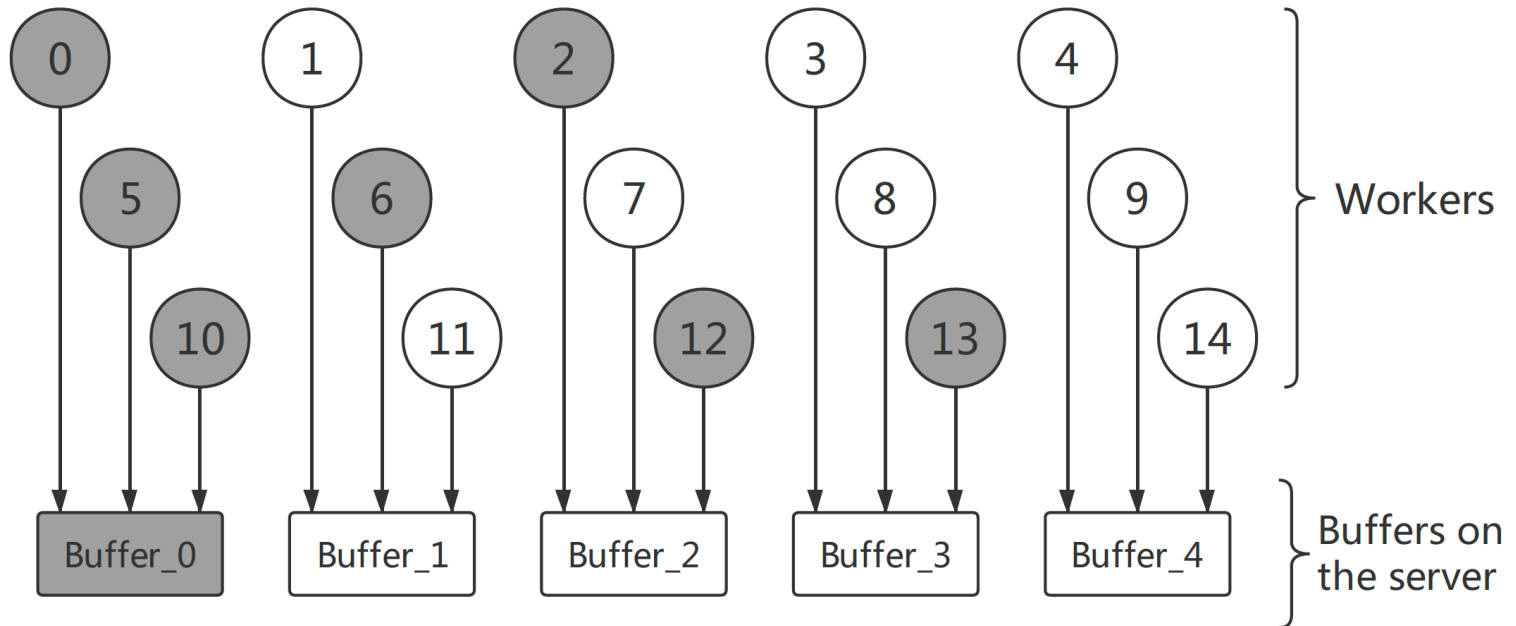 0 1 2 3 4
5 6 7 8 9
Workers
10 11 12 13 14
Buffer_0 Buffer_1 Buffer_2 Buffer_3 Buffer_4
Buffers on
the server